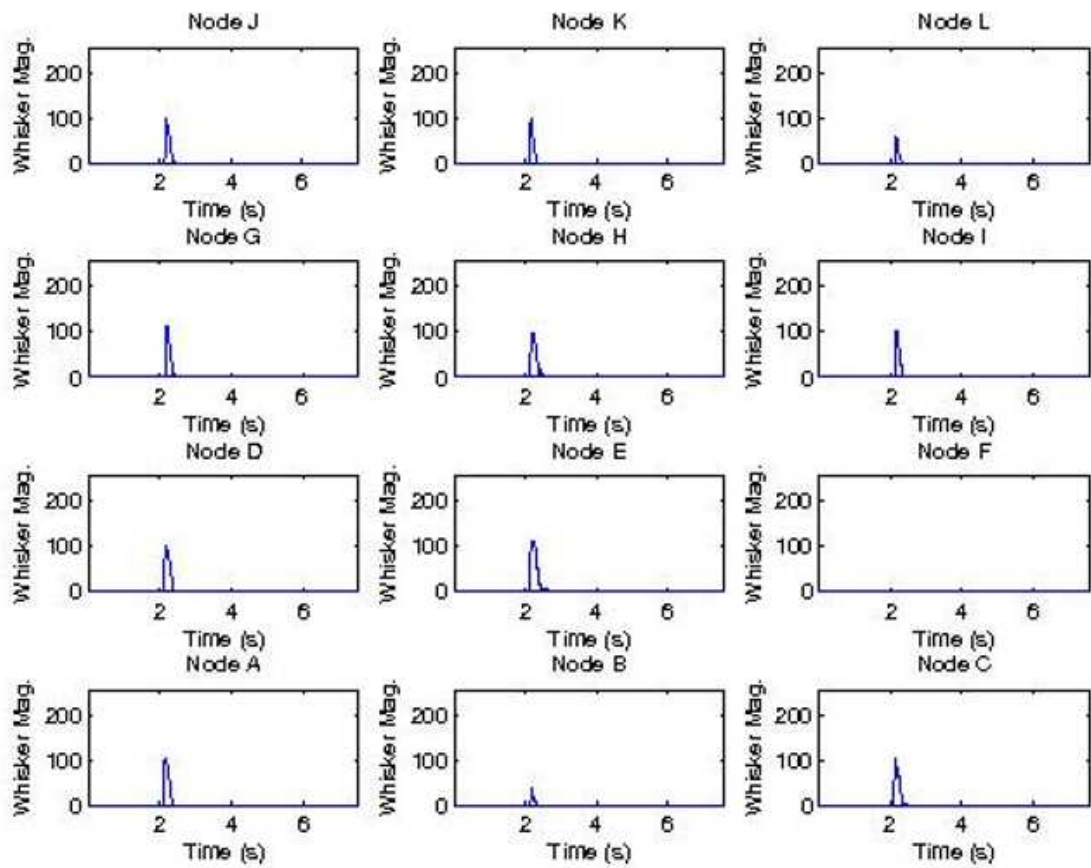 Node J
Whisker Mag.
200
100
0
2 4 6
Time (s)
Node K
Whisker Mag.
200
100
0
2 4 6
Time (s)
Node L
Whisker Mag.
200
100
0
2 4 6
Time (s)
Node G
Whisker Mag.
200
100
0
2 4 6
Time (s)
Node H
Whisker Mag.
200
100
0
2 4 6
Time (s)
Node I
Whisker Mag.
200
100
0
2 4 6
Time (s)
Node D
Whisker Mag.
200
100
0
2 4 6
Time (s)
Node E
Whisker Mag.
200
100
0
2 4 6
Time (s)
Node F
Whisker Mag.
200
100
0
2 4 6
Time (s)
Node A
Whisker Mag.
200
100
0
2 4 6
Time (s)
Node B
Whisker Mag.
200
100
0
2 4 6
Time (s)
Node C
Whisker Mag.
200
100
0
2 4 6
Time (s)